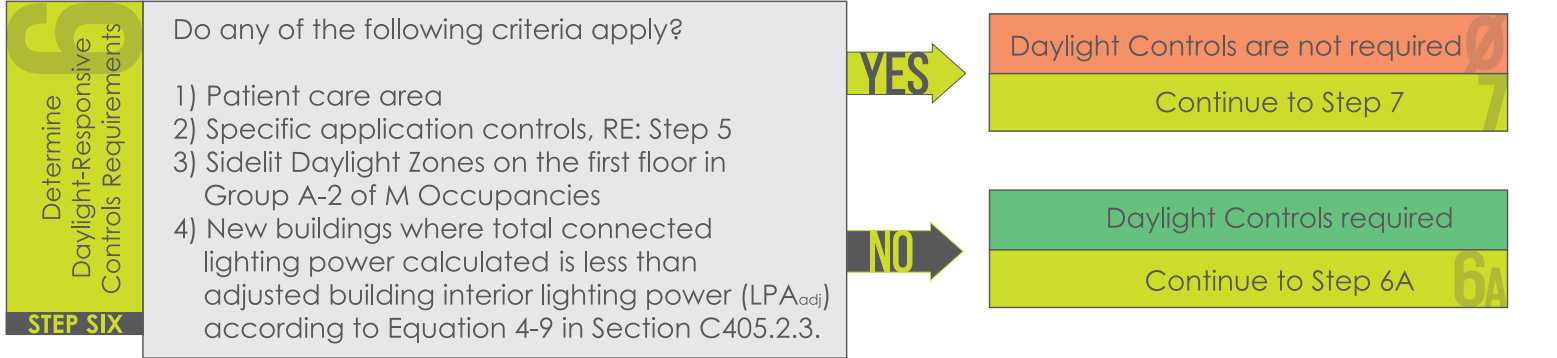 6
Determine
Daylight-Responsive
Controls Requirements
STEP SIX
Do any of the following criteria apply?
1) Patient care area
2) Specific application controls, RE: Step 5
3) Sidelit Daylight Zones on the first floor in
Group A-2 of M Occupancies
4) New buildings where total connected
lighting power calculated is less than
adjusted building interior lighting power (LPAadj)
according to Equation 4-9 in Section C405.2.3.
YES
Daylight Controls are not required
Ø
Continue to Step 7
7
NO
Daylight Controls required
Continue to Step 6A
6A